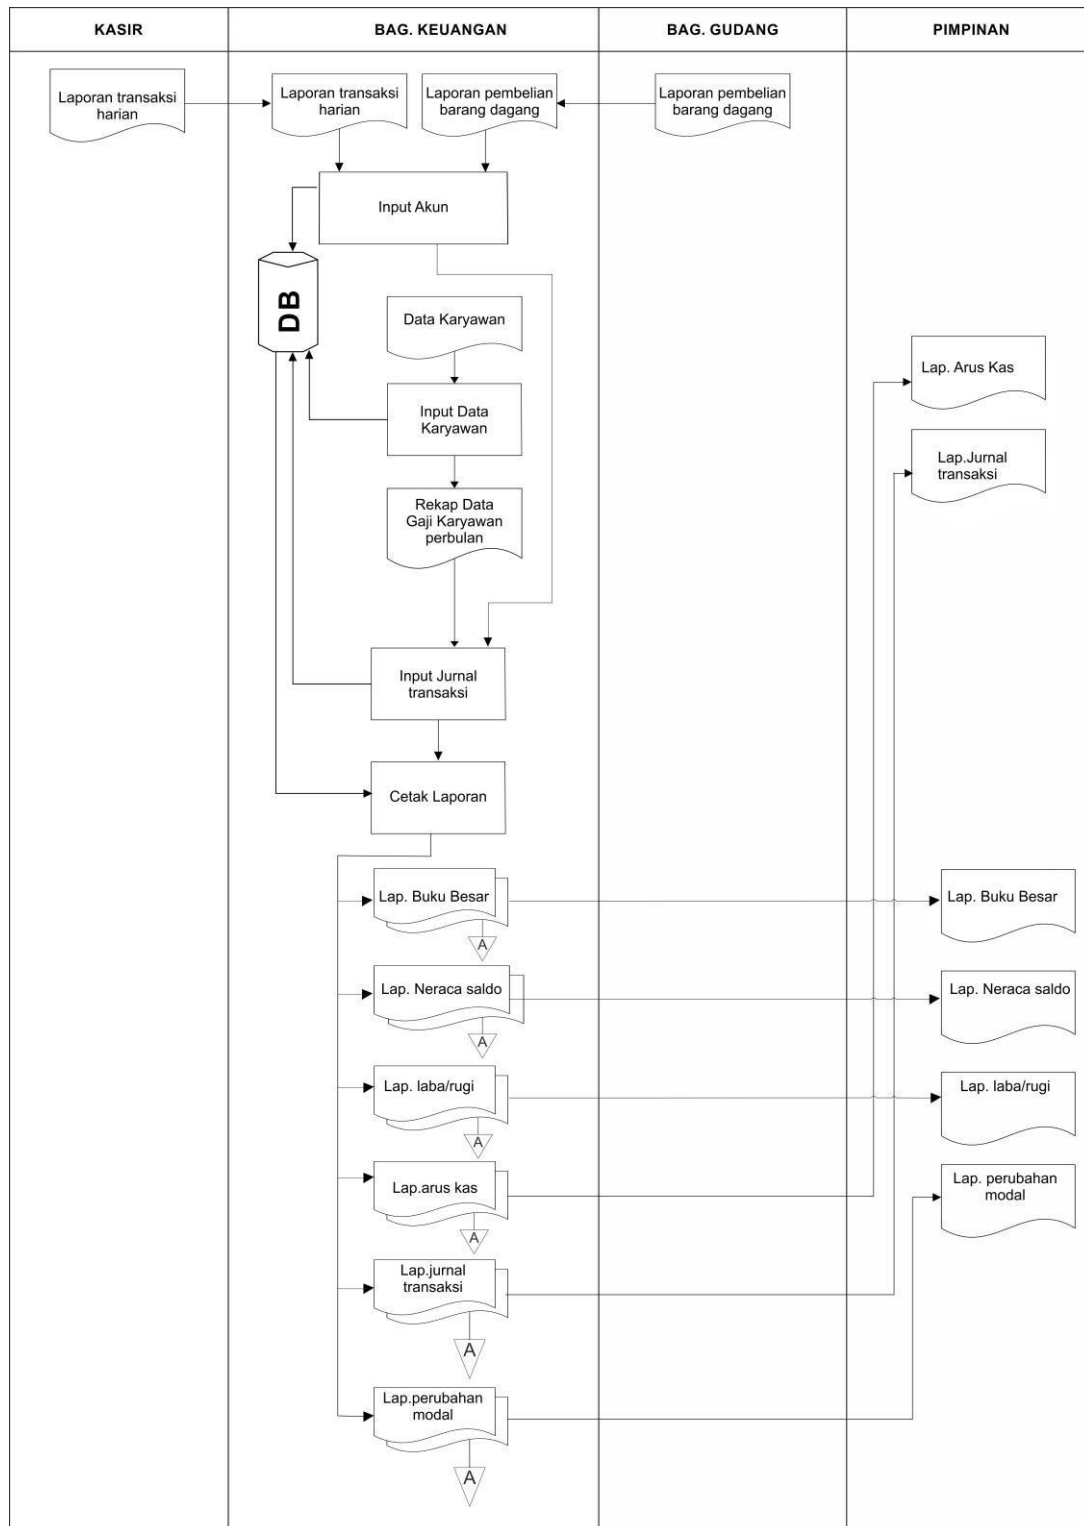 KASIR
BAG. KEUANGAN
BAG. GUDANG
PIMPINAN
Laporan transaksi
harian
Laporan transaksi
harian
Laporan pembelian
barang dagang
Laporan pembelian
barang dagang
Input Akun
DB
Data Karyawan
Input Data
Karyawan
Rekap Data
Gaji Karyawan
perbulan
Lap. Arus Kas
Lap.Jurnal
transaksi
Input Jurnal
transaksi
Cetak Laporan
Lap. Buku Besar
A
Lap. Buku Besar
Lap. Neraca saldo
A
Lap. Neraca saldo
Lap. laba/rugi
A
Lap. laba/rugi
Lap.arus kas
A
Lap. perubahan
modal
Lap.jurnal
transaksi
A
Lap.perubahan
modal
A